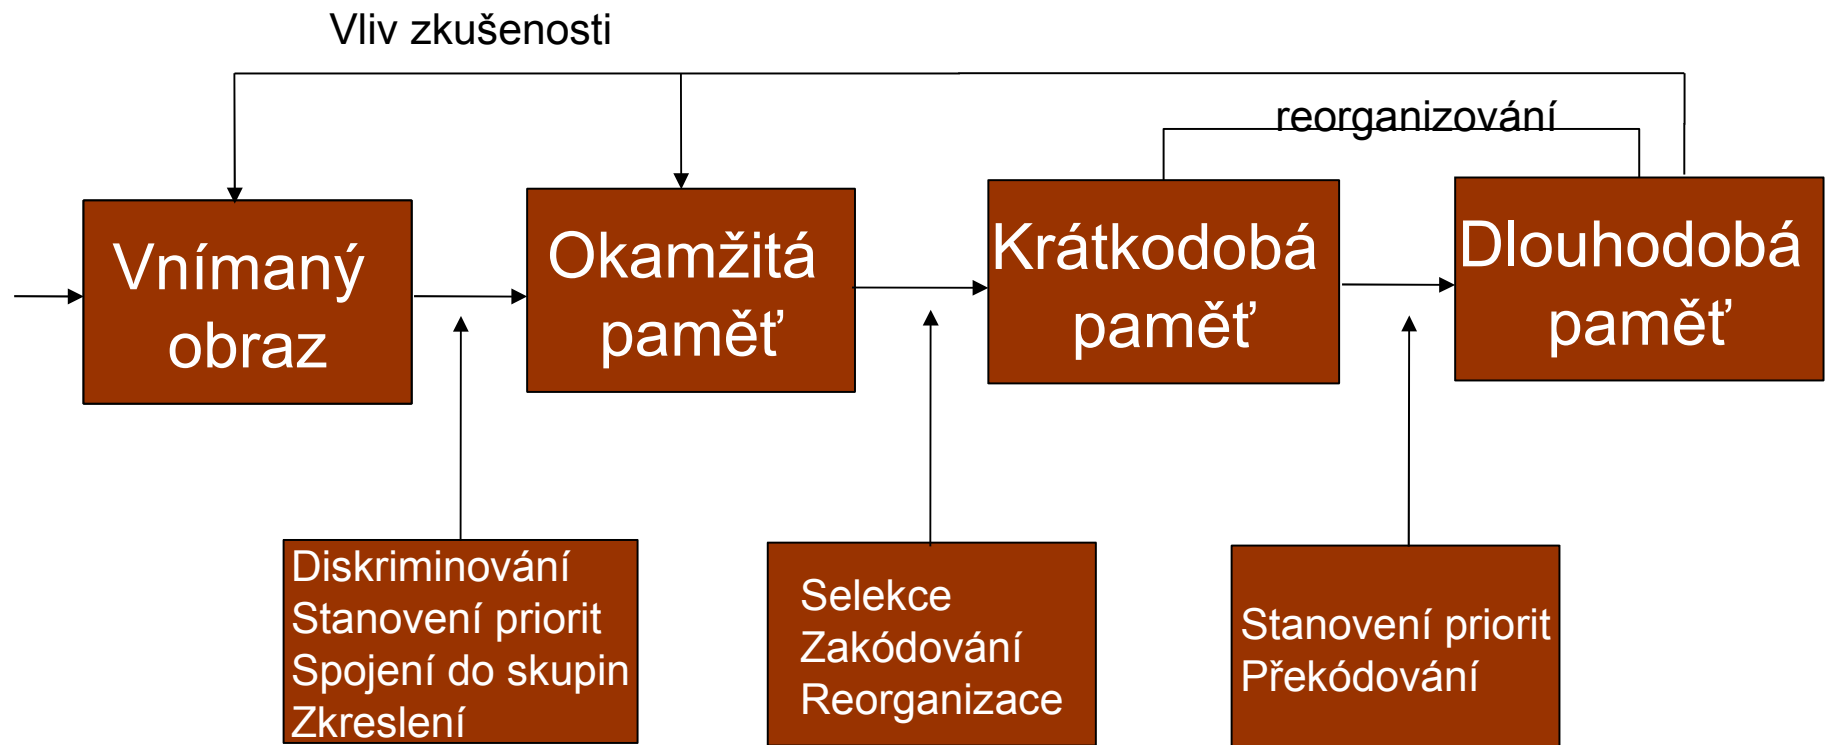 Vliv zkušenosti
reorganizování
Vnímaný
obraz
Okamžitá
paměť
Krátkodobá
paměť
Dlouhodobá
paměť
Diskriminování
Stanovení priorit
Spojení do skupin
Zkreslení
Selekce
Zakódování
Reorganizace
Stanovení priorit
Překódování